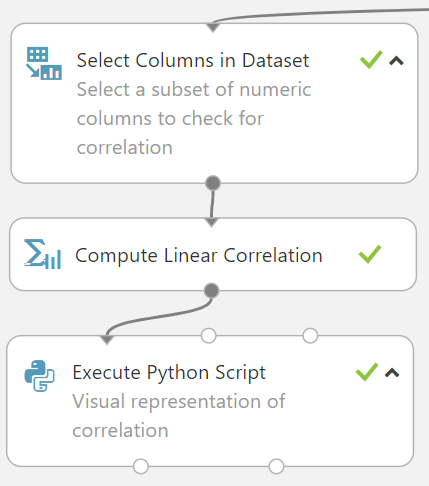 Select Columns in Dataset
Select a subset of numeric
columns to check for
correlation
Compute Linear Correlation
Execute Python Script
Visual representation of
correlation